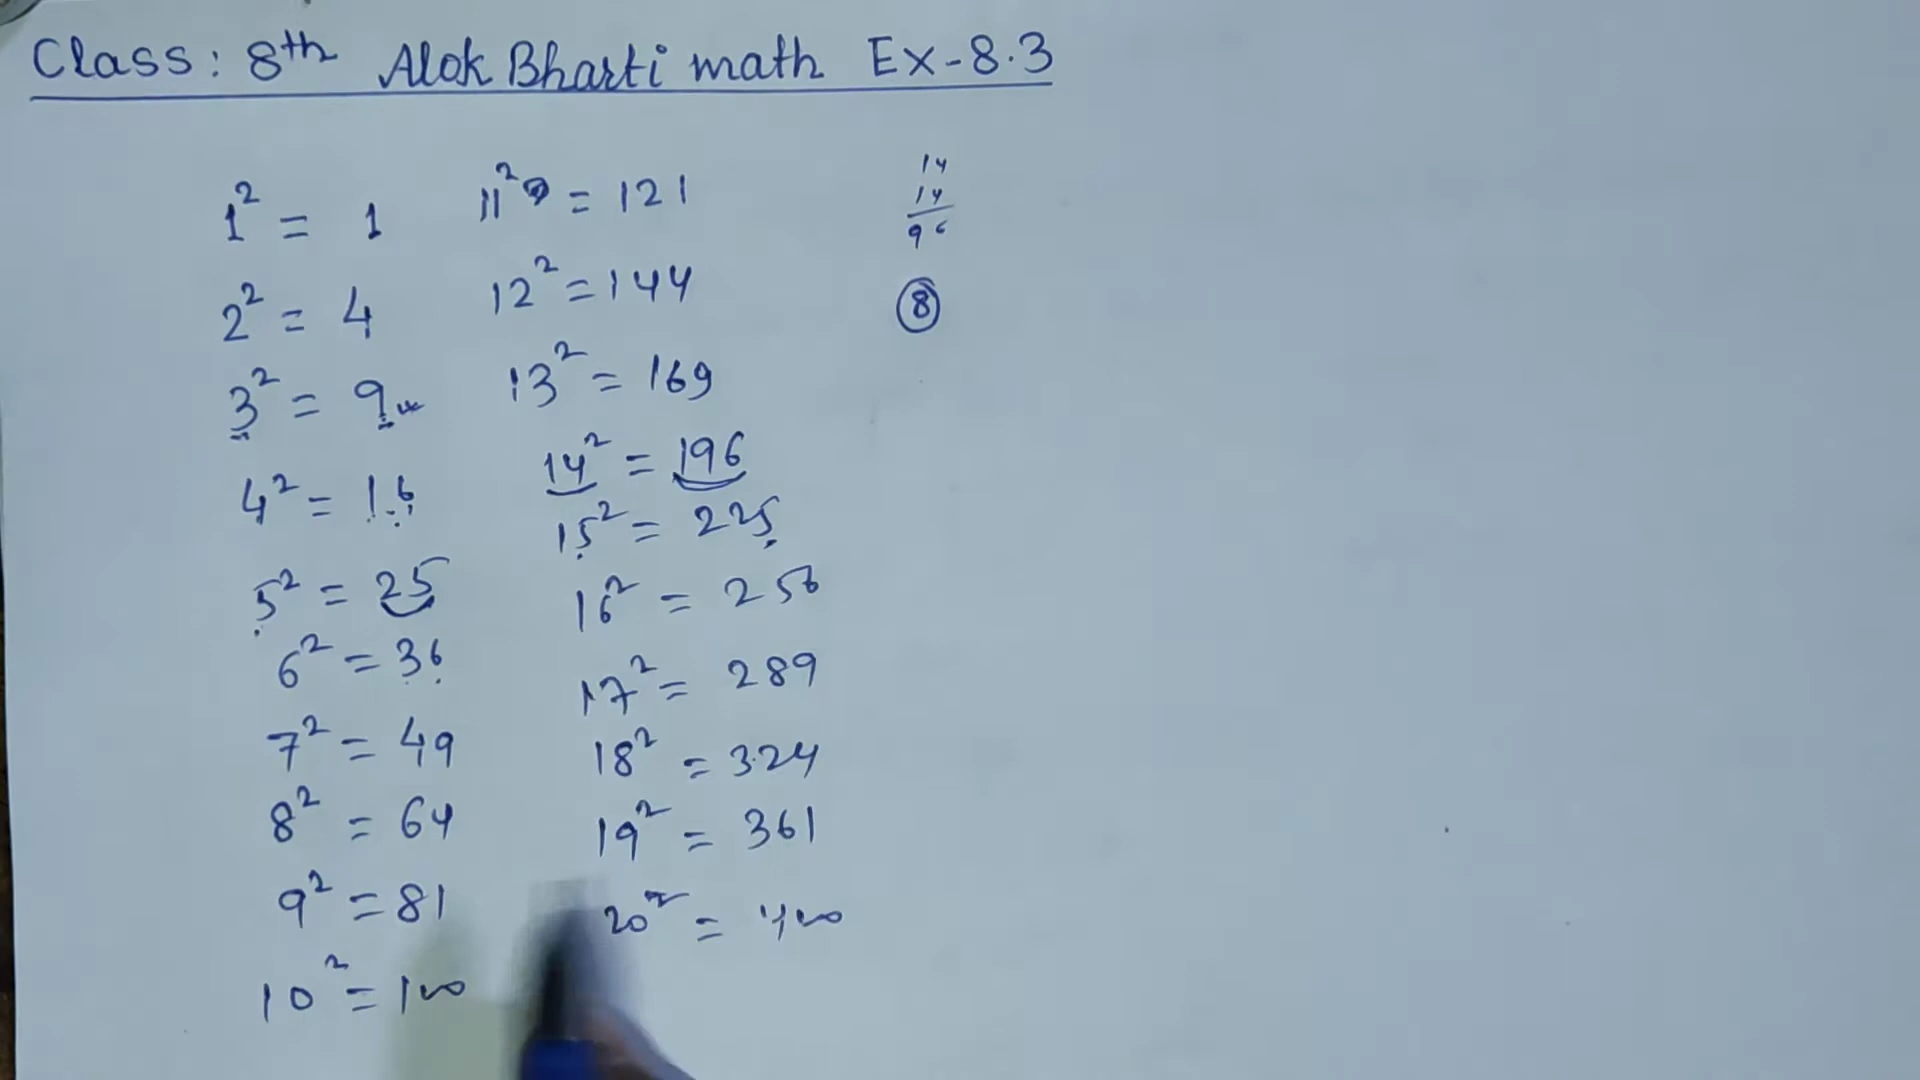 Class: 8th Alok Bharti math Ex-8.3
1² = 1
2² = 4
3² = 9
4² = 16
5² = 25
6² = 36
7² = 49
8² = 64
9² = 81
10² = 100
11² = 121
12² = 144
13² = 169
14² = 196
15² = 225
16² = 256
17² = 289
18² = 324
19² = 361
20² = 400
14
14
96
8